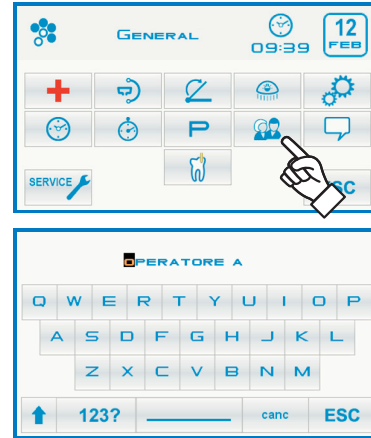 GENERAL
09:39
12
FEB
P
SERVICE
ESC
OPERATORE A
Q W E R T Y U I O P
A S D F G H J K L
Z X C V B N M
123? canc ESC